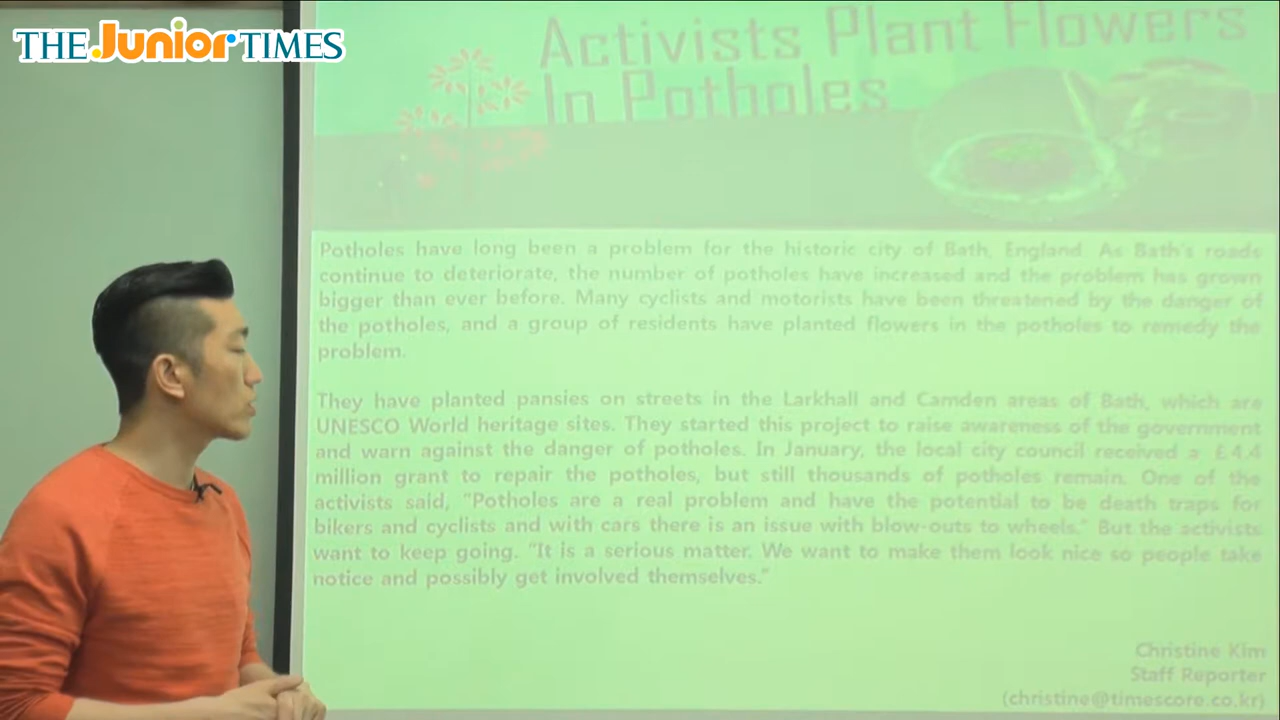 THE Junior TIMES
Activists Plant Flowers
In Potholes
Potholes have long been a problem for the historic city of Bath, England. As Bath's roads
continue to deteriorate, the number of potholes have increased and the problem has grown
bigger than ever before. Many cyclists and motorists have been threatened by the danger of
the potholes, and a group of residents have planted flowers in the potholes to remedy the
problem.
They have planted pansies on streets in the Larkhall and Camden areas of Bath, which are
UNESCO World heritage sites. They started this project to raise awareness of the government
and warn against the danger of potholes. In January, the local city council received a £4.4
million grant to repair the potholes, but still thousands of potholes remain. One of the
activists said, "Potholes are a real problem and have the potential to be death traps for
bikers and cyclists and with cars there is an issue with blow-outs to wheels." But the activists
want to keep going. "It is a serious matter. We want to make them look nice so people take
notice and possibly get involved themselves."
Christine Kim
Staff Reporter
(christine@timescore.co.kr)